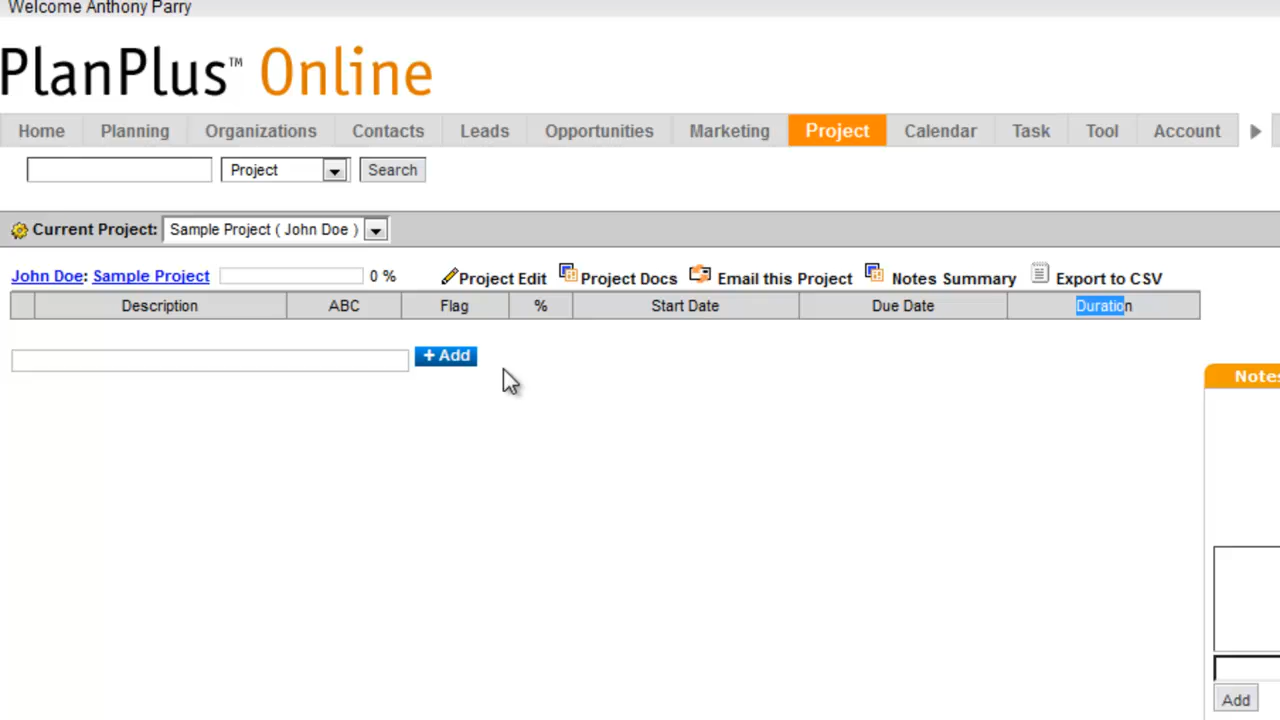 Welcome Anthony Parry
PlanPlus™ Online
Home Planning Organizations Contacts Leads Opportunities Marketing Project Calendar Task Tool Account
Project Search
Current Project: Sample Project ( John Doe )
John Doe: Sample Project 0 % Project Edit Project Docs Email this Project Notes Summary Export to CSV
Description ABC Flag % Start Date Due Date Duration
+ Add
Notes
Add